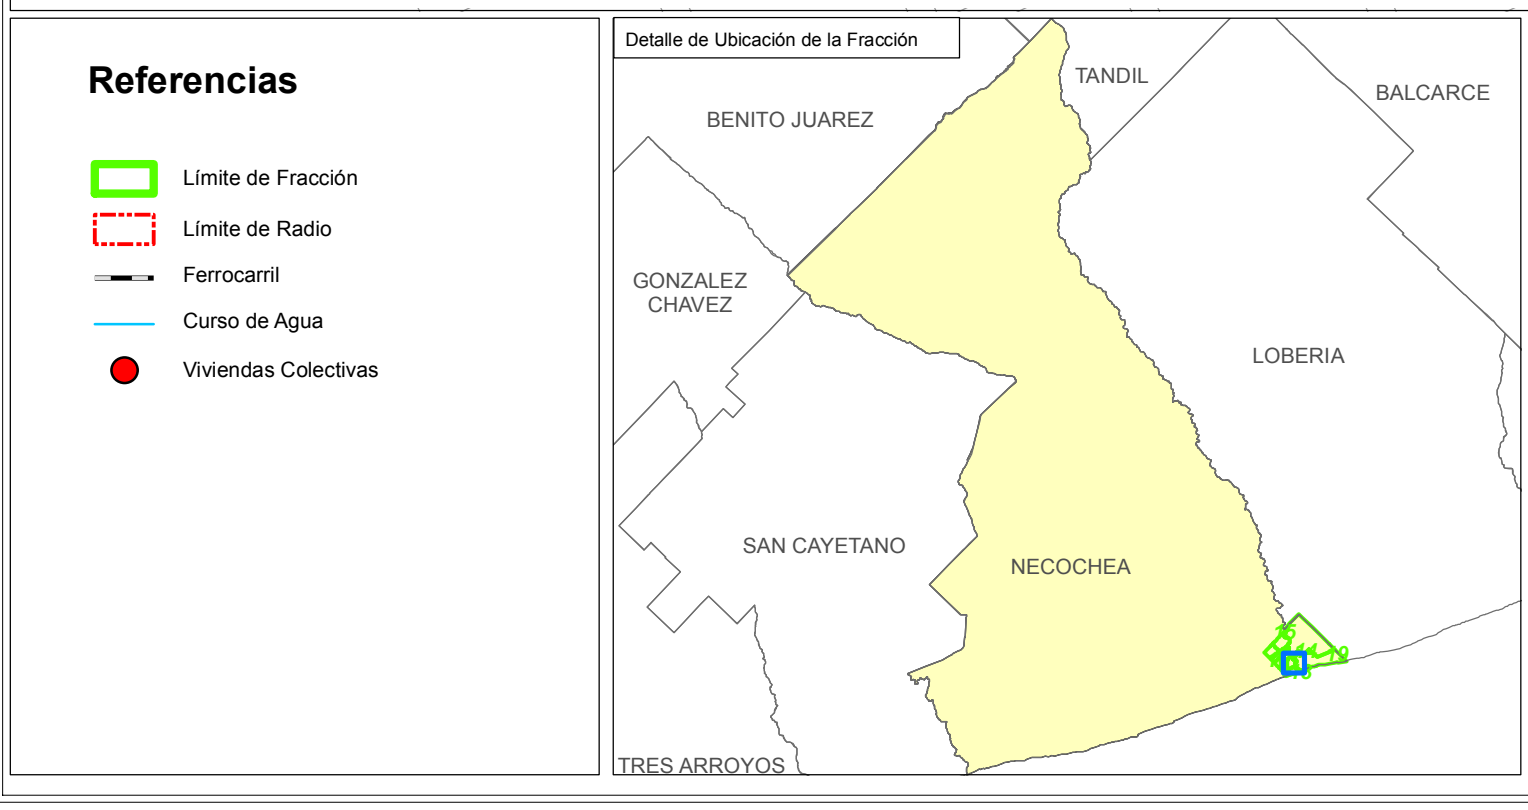 Referencias
Límite de Fracción
Límite de Radio
Ferrocarril
Curso de Agua
Viviendas Colectivas
Detalle de Ubicación de la Fracción
TANDIL
BALCARCE
BENITO JUAREZ
GONZALEZ
CHAVEZ
LOBERIA
SAN CAYETANO
NECOCHEA
TRES ARROYOS